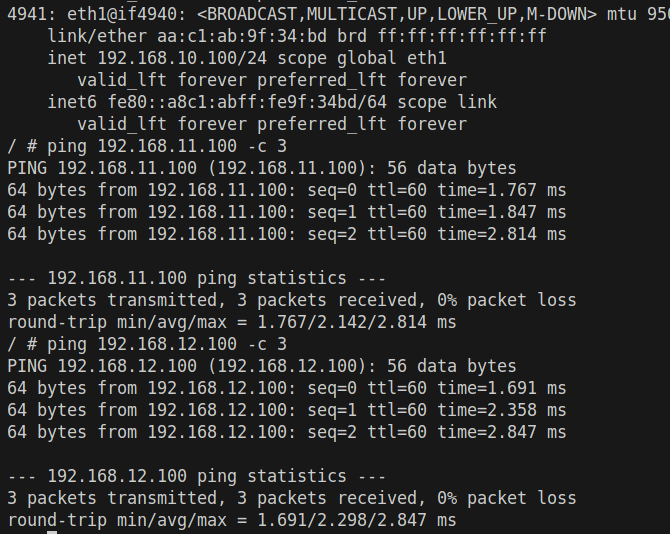 4941: eth1@if4940: <BROADCAST,MULTICAST,UP,LOWER_UP,M-DOWN> mtu 950
link/ether aa:c1:ab:9f:34:bd brd ff:ff:ff:ff:ff:ff
inet 192.168.10.100/24 scope global eth1
valid_lft forever preferred_lft forever
inet6 fe80::a8c1:abff:fe9f:34bd/64 scope link
valid_lft forever preferred_lft forever
/ # ping 192.168.11.100 -c 3
PING 192.168.11.100 (192.168.11.100): 56 data bytes
64 bytes from 192.168.11.100: seq=0 ttl=60 time=1.767 ms
64 bytes from 192.168.11.100: seq=1 ttl=60 time=1.847 ms
64 bytes from 192.168.11.100: seq=2 ttl=60 time=2.814 ms
--- 192.168.11.100 ping statistics ---
3 packets transmitted, 3 packets received, 0% packet loss
round-trip min/avg/max = 1.767/2.142/2.814 ms
/ # ping 192.168.12.100 -c 3
PING 192.168.12.100 (192.168.12.100): 56 data bytes
64 bytes from 192.168.12.100: seq=0 ttl=60 time=1.691 ms
64 bytes from 192.168.12.100: seq=1 ttl=60 time=2.358 ms
64 bytes from 192.168.12.100: seq=2 ttl=60 time=2.847 ms
--- 192.168.12.100 ping statistics ---
3 packets transmitted, 3 packets received, 0% packet loss
round-trip min/avg/max = 1.691/2.298/2.847 ms